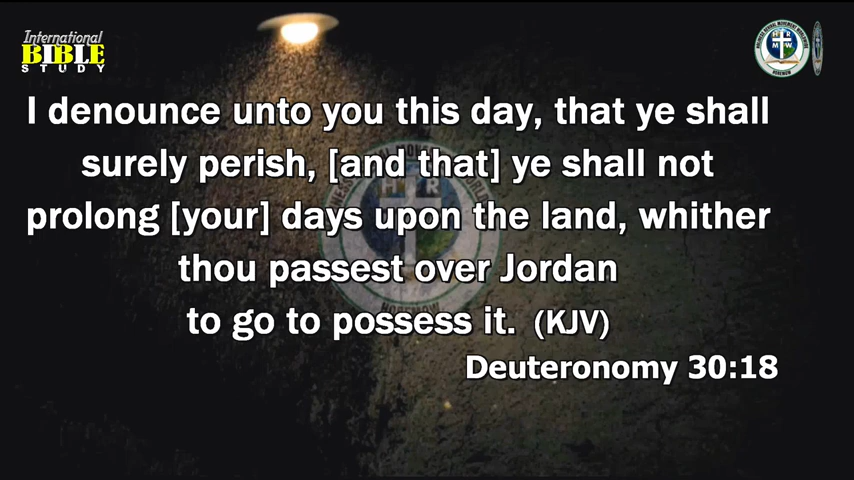 International
BIBLE
STUDY
H R
M W
HOREMOW
I denounce unto you this day, that ye shall
surely perish, [and that] ye shall not
prolong [your] days upon the land, whither
thou passest over Jordan
to go to possess it. (KJV)
Deuteronomy 30:18